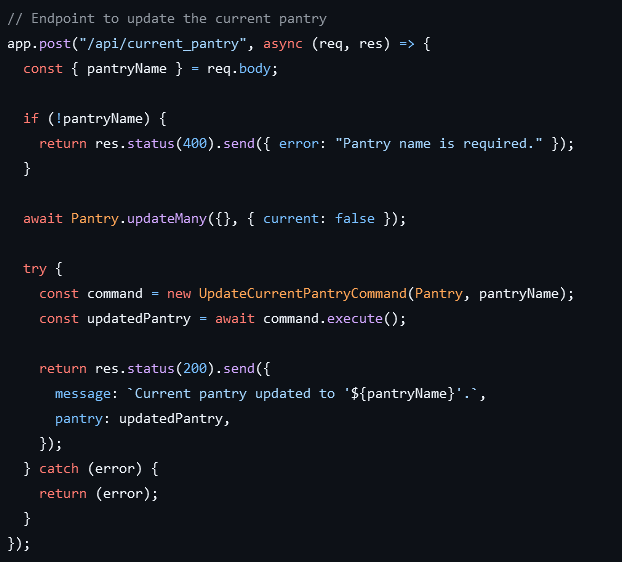 // Endpoint to update the current pantry
app.post("/api/current_pantry", async (req, res) => {
  const { pantryName } = req.body;

  if (!pantryName) {
    return res.status(400).send({ error: "Pantry name is required." });
  }

  await Pantry.updateMany({}, { current: false });

  try {
    const command = new UpdateCurrentPantryCommand(Pantry, pantryName);
    const updatedPantry = await command.execute();

    return res.status(200).send({
      message: `Current pantry updated to '${pantryName}'.`,
      pantry: updatedPantry,
    });
  } catch (error) {
    return (error);
  }
});